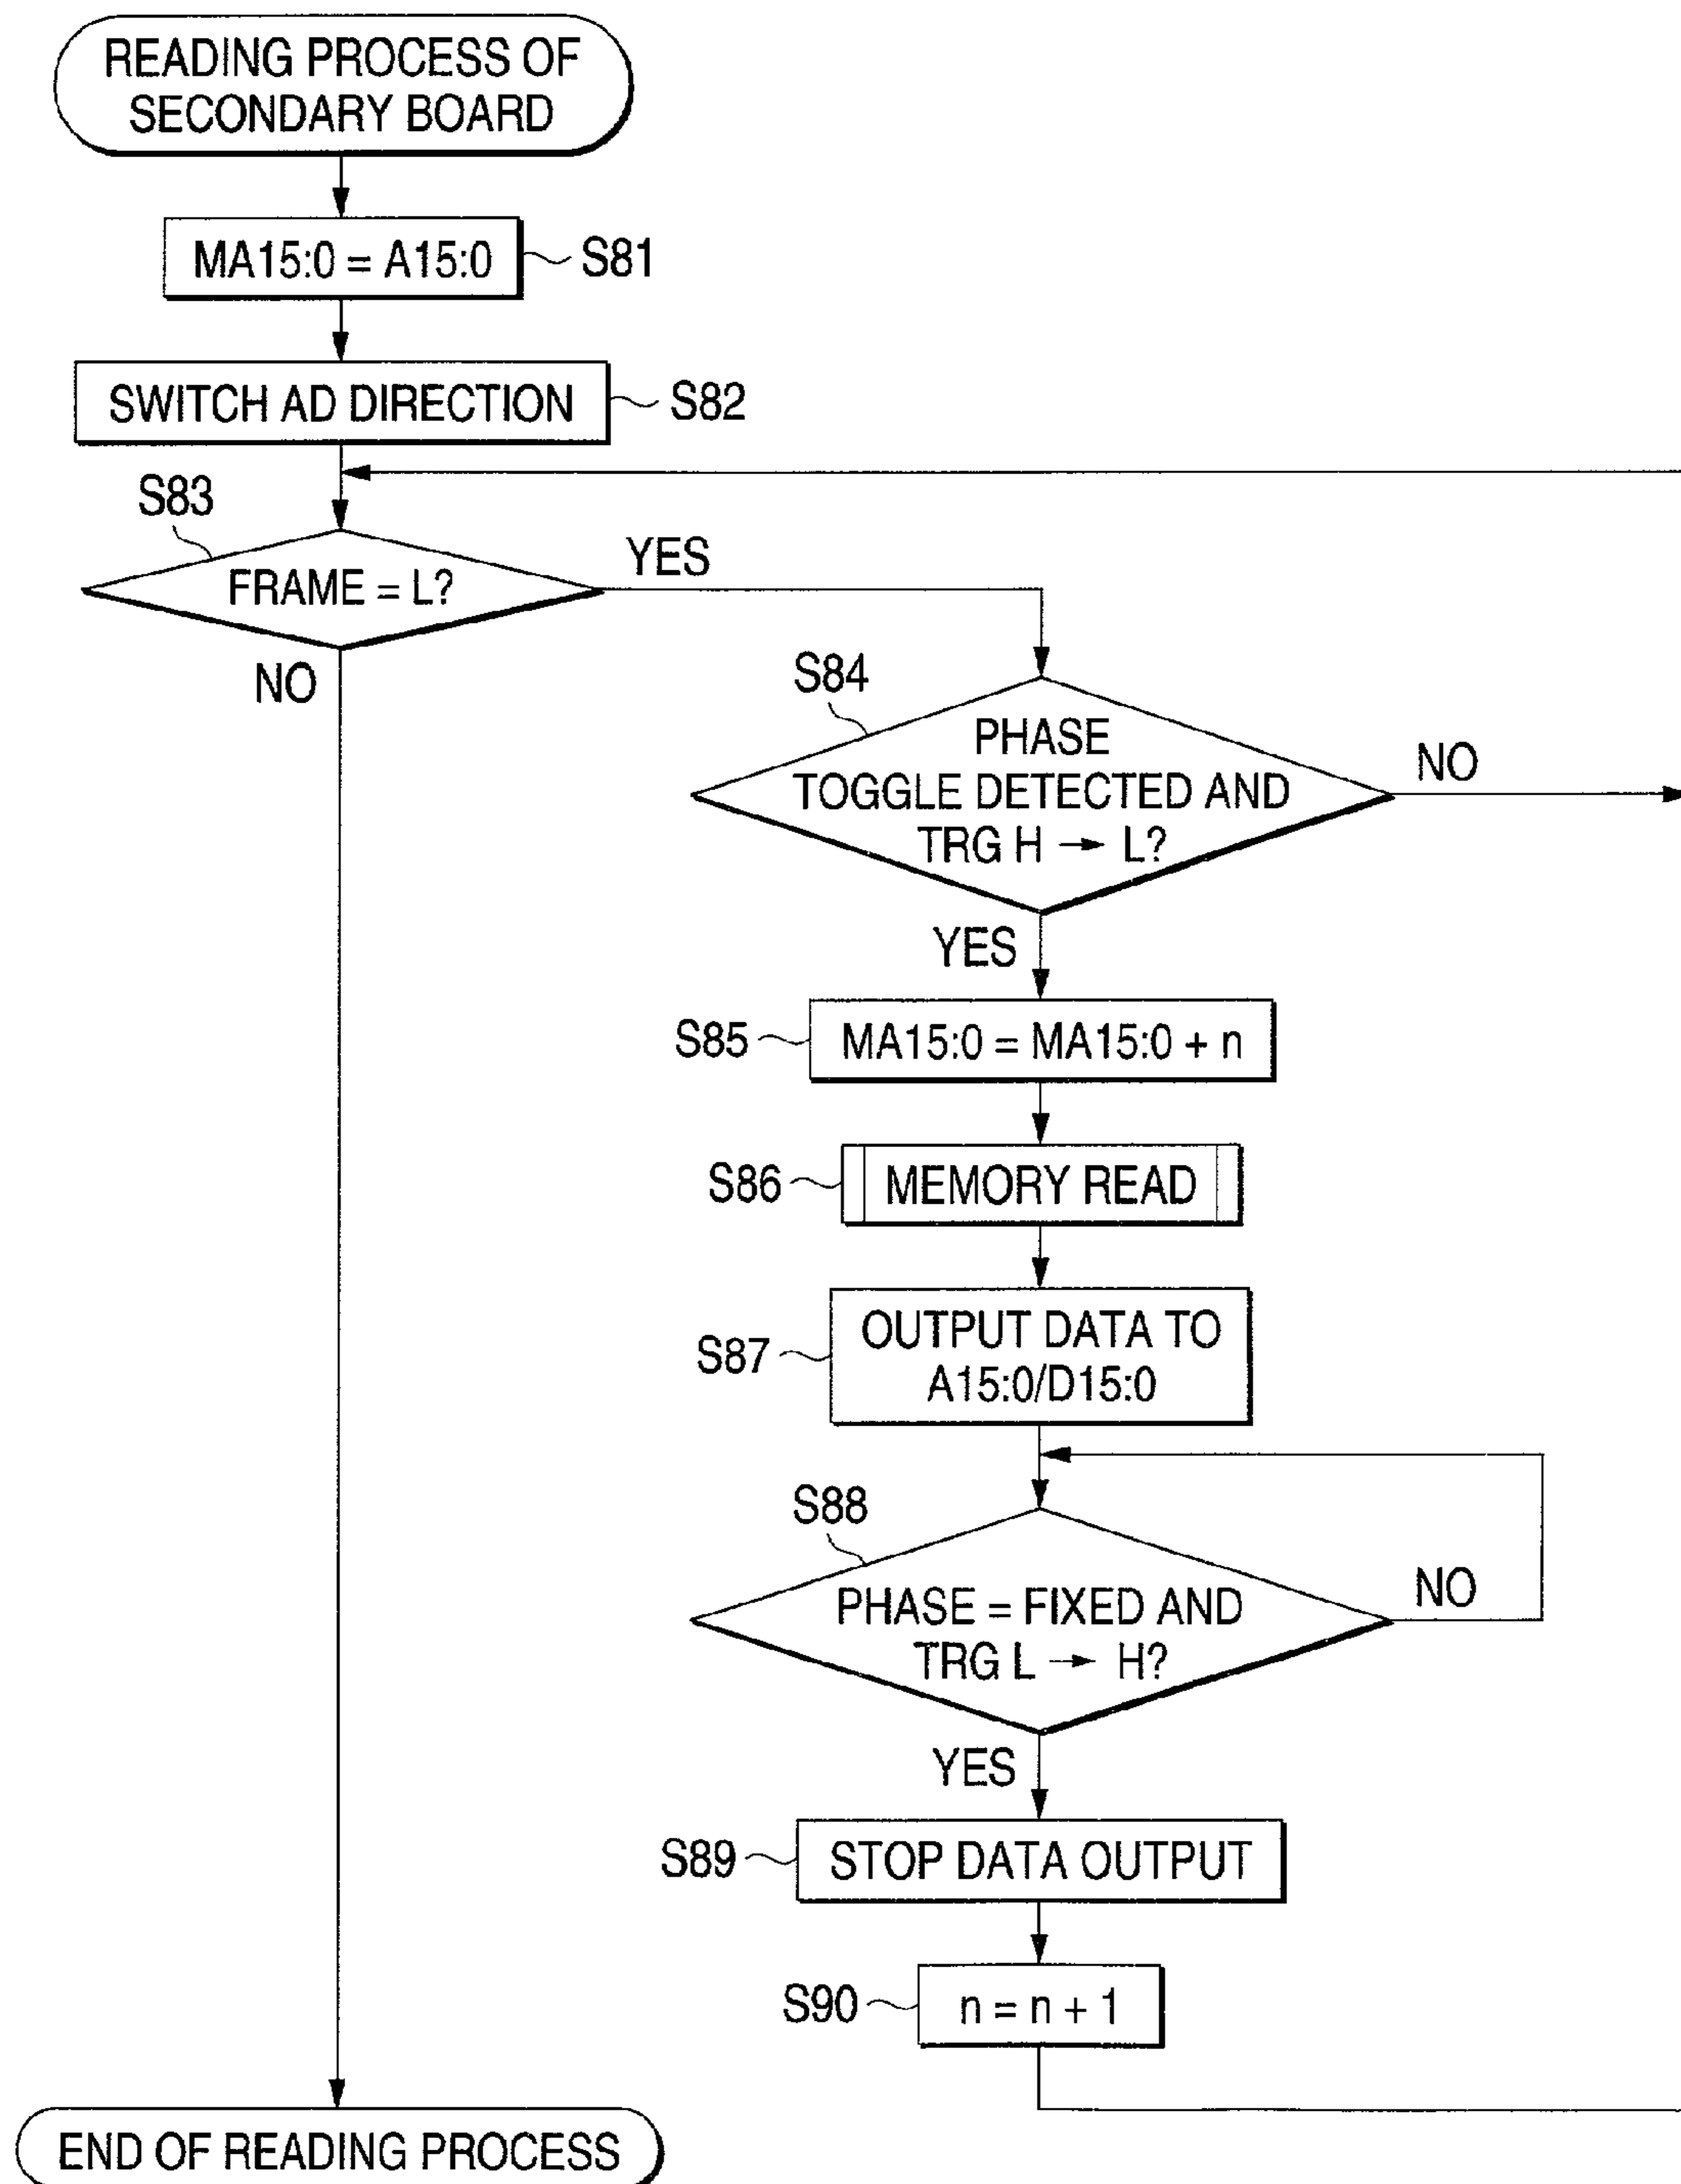 READING PROCESS OF
SECONDARY BOARD
MA15:0 = A15:0
S81
SWITCH AD DIRECTION
S82
S83
FRAME = L?
YES
NO
S84
PHASE
TOGGLE DETECTED AND
TRG H → L?
NO
YES
S85
MA15:0 = MA15:0 + n
S86
MEMORY READ
S87
OUTPUT DATA TO
A15:0/D15:0
S88
PHASE = FIXED AND
TRG L → H?
NO
YES
S89
STOP DATA OUTPUT
S90
n = n + 1
END OF READING PROCESS